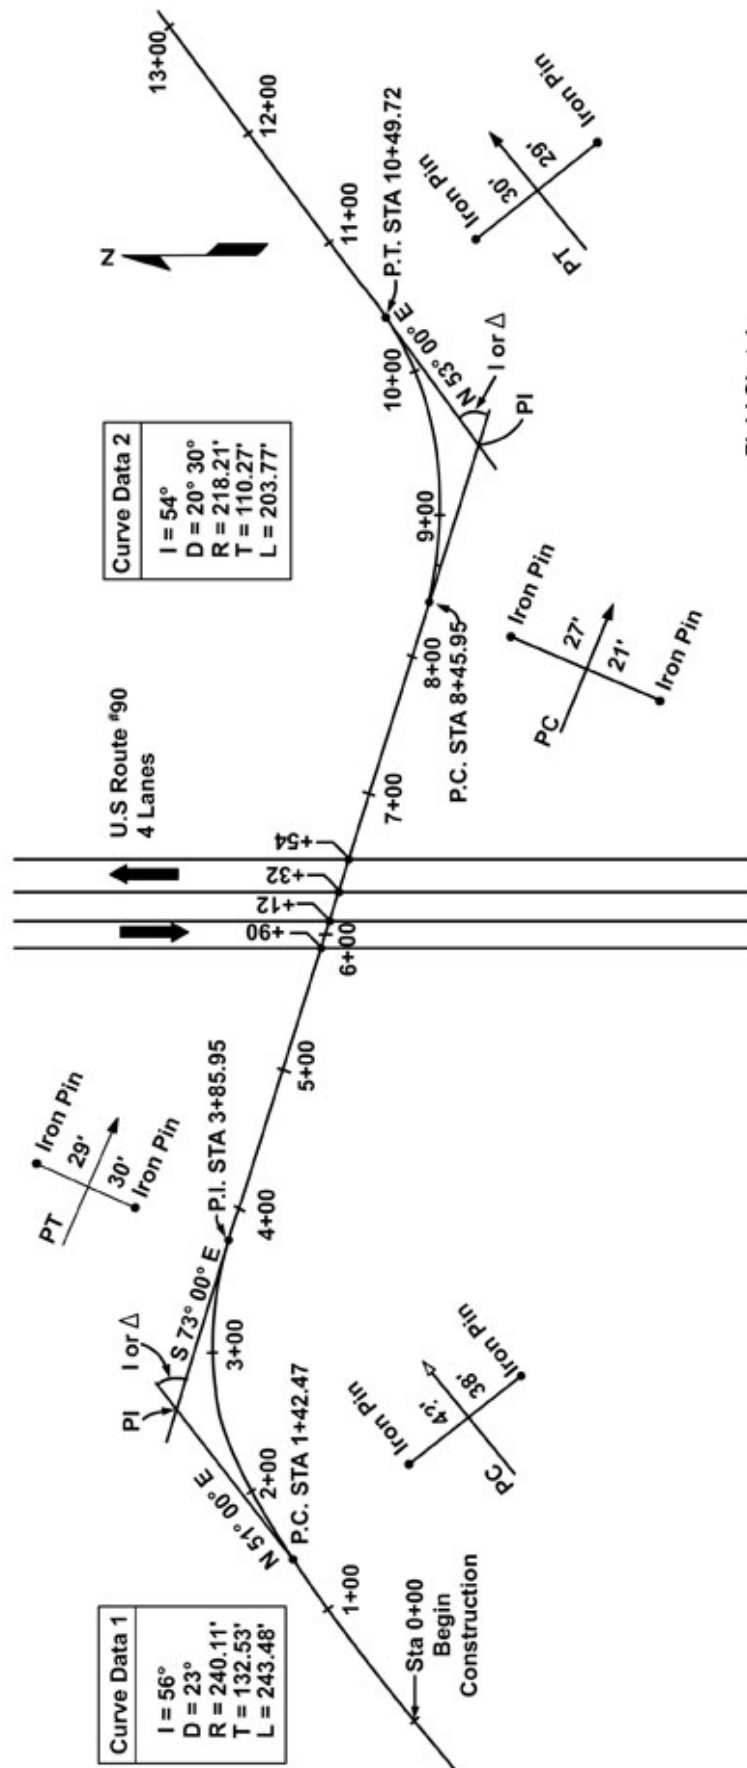 Curve Data 1
I = 56°
D = 23°
R = 240.11'
T = 132.53'
L = 243.48'
Sta 0+00
Begin
Construction
1+00
P.C. STA 1+42.47
N 51° 00° E
2+00
PI
I or Δ
S 73° 00° E
3+00
P.I. STA 3+85.95
4+00
5+00
6+00
Iron Pin
38'
Iron Pin
PC
PT
Iron Pin
29'
30'
Iron Pin
U.S Route #90
4 Lanes
+90
+12
+32
+54
7+00
8+00
P.C. STA 8+45.95
PC
Iron Pin
27'
21'
Iron Pin
Curve Data 2
I = 54°
D = 20° 30°
R = 218.21'
T = 110.27'
L = 203.77'
9+00
10+00
N 53° 00° E
I or Δ
PI
P.T. STA 10+49.72
11+00
12+00
13+00
Z
Iron Pin
30'
29'
Iron Pin
PT